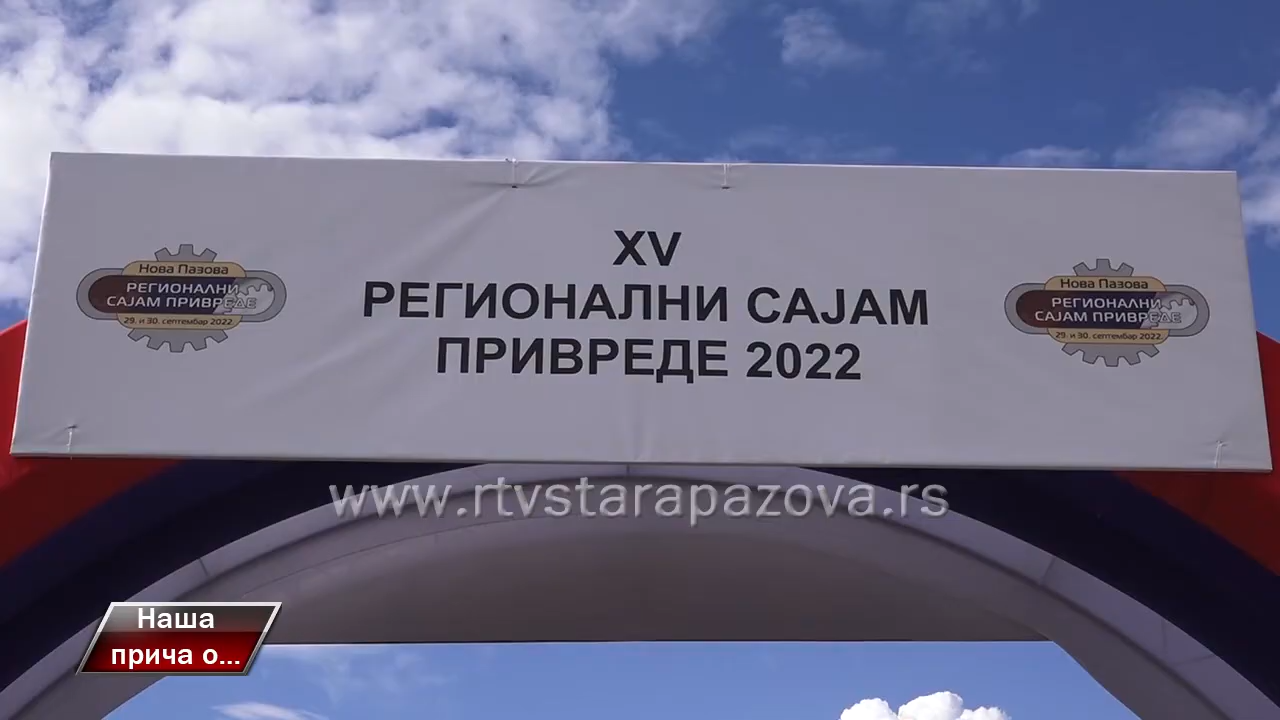 XV
РЕГИОНАЛНИ САЈАМ
ПРИВРЕДЕ 2022
Нова Пазова
РЕГИОНАЛНИ
САЈАМ ПРИВРЕДЕ
29. и 30. септембар 2022.
Нова Пазова
РЕГИОНАЛНИ
САЈАМ ПРИВРЕДЕ
29. и 30. септембар 2022.
www.rtvstarapazova.rs
Наша
прича о...